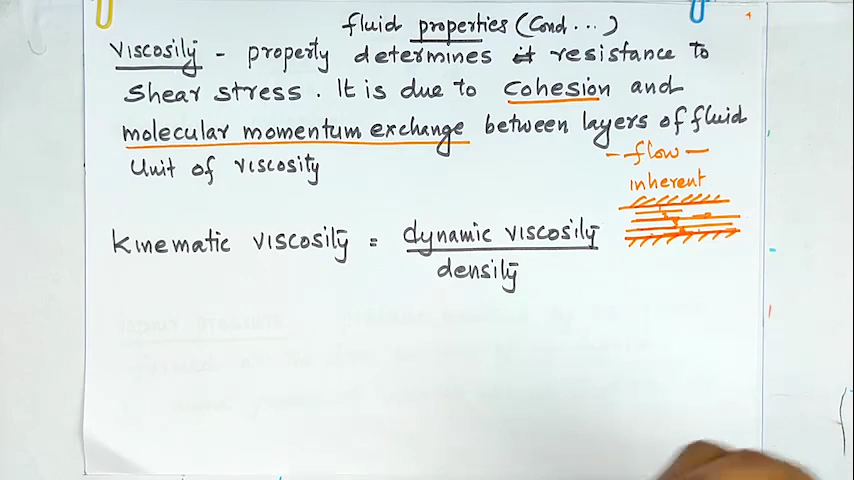 fluid properties (Cond...)
Viscosity - property determines it resistance to
Shear stress. It is due to Cohesion and
molecular momentum exchange between layers of fluid
- flow -
Unit of viscosity
inherent
Kinematic viscosity = dynamic viscosity
density